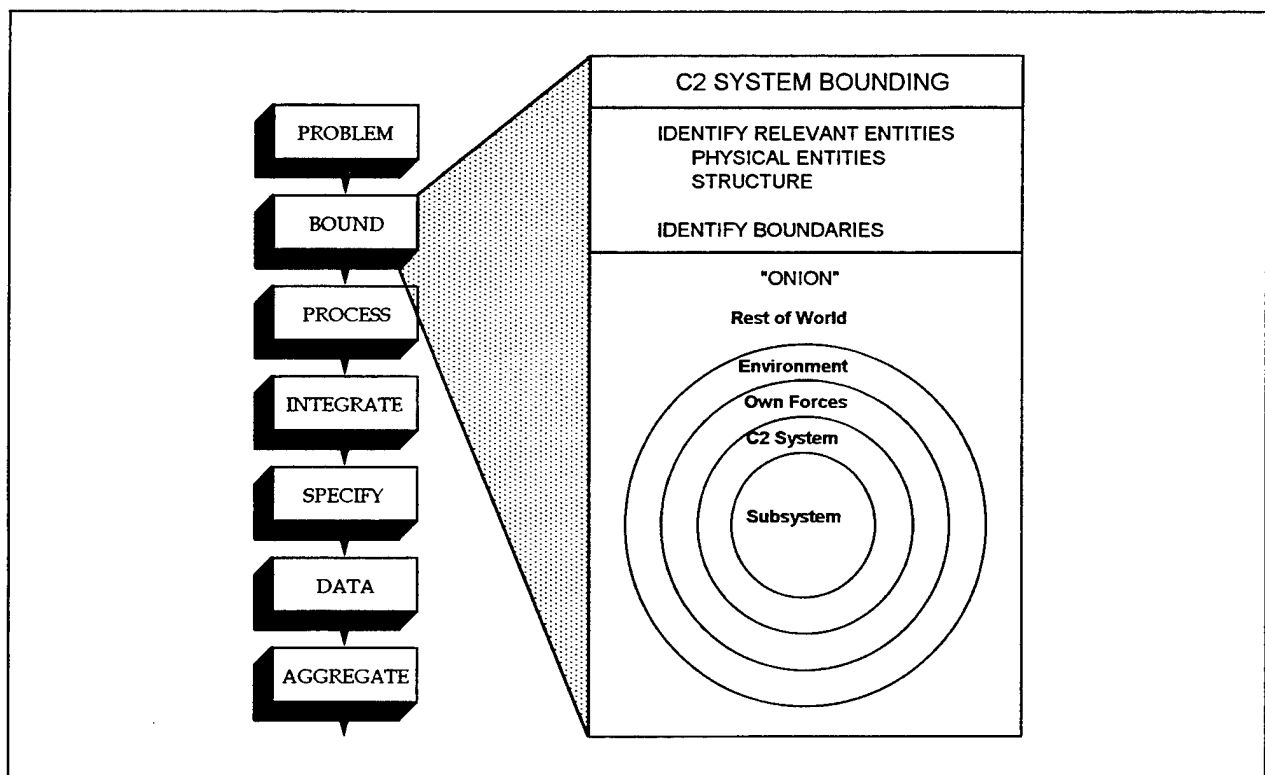 PROBLEM
BOUND
PROCESS
INTEGRATE
SPECIFY
DATA
AGGREGATE
C2 SYSTEM BOUNDING
IDENTIFY RELEVANT ENTITIES
PHYSICAL ENTITIES
STRUCTURE
IDENTIFY BOUNDARIES
"ONION"
Rest of World
Environment
Own Forces
C2 System
Subsystem